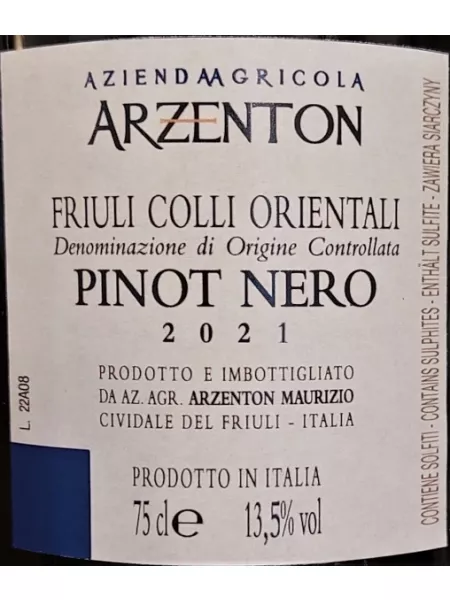 AZIENDA AGRICOLA
ARZENTON
FRIULI COLLI ORIENTALI
Denominazione di Origine Controllata
PINOT NERO
2021
PRODOTTO E IMBOTTIGLIATO
DA AZ. AGR. ARZENTON MAURIZIO
CIVIDALE DEL FRIULI - ITALIA
PRODOTTO IN ITALIA
75 cl e 13,5% vol
L. 22A08
CONTIENE SOLFITI - CONTAINS SULPHITES - ENTHÄLT SULFITE - ZAWIERA SIARCZYNY